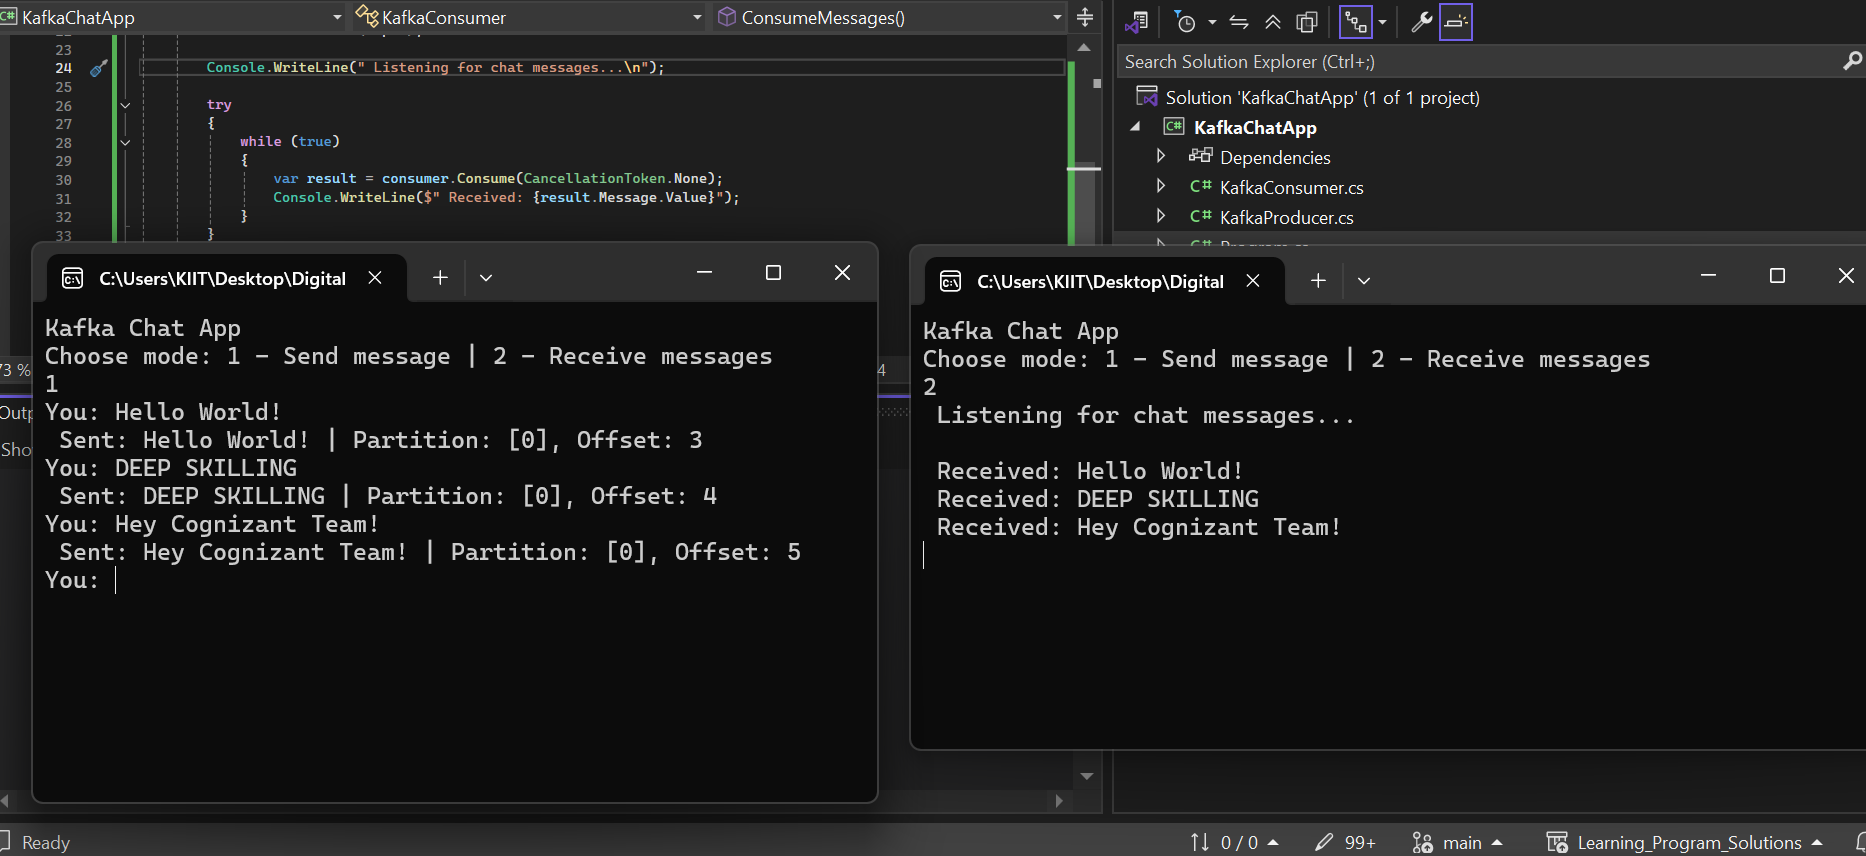 KafkaChatApp
KafkaConsumer
ConsumeMessages()
23
24 Console.WriteLine(" Listening for chat messages...\n");
25
26 try
27 {
28 while (true)
29 {
30 var result = consumer.Consume(CancellationToken.None);
31 Console.WriteLine($" Received: {result.Message.Value}");
32 }
33 }
Search Solution Explorer (Ctrl+;)
Solution 'KafkaChatApp' (1 of 1 project)
C# KafkaChatApp
Dependencies
C# KafkaConsumer.cs
C# KafkaProducer.cs
C:\Users\KIIT\Desktop\Digital
Kafka Chat App
Choose mode: 1 - Send message | 2 - Receive messages
1
You: Hello World!
Sent: Hello World! | Partition: [0], Offset: 3
You: DEEP SKILLING
Sent: DEEP SKILLING | Partition: [0], Offset: 4
You: Hey Cognizant Team!
Sent: Hey Cognizant Team! | Partition: [0], Offset: 5
You:
C:\Users\KIIT\Desktop\Digital
Kafka Chat App
Choose mode: 1 - Send message | 2 - Receive messages
2
Listening for chat messages...
Received: Hello World!
Received: DEEP SKILLING
Received: Hey Cognizant Team!
Ready
0 / 0
99+
main
Learning_Program_Solutions